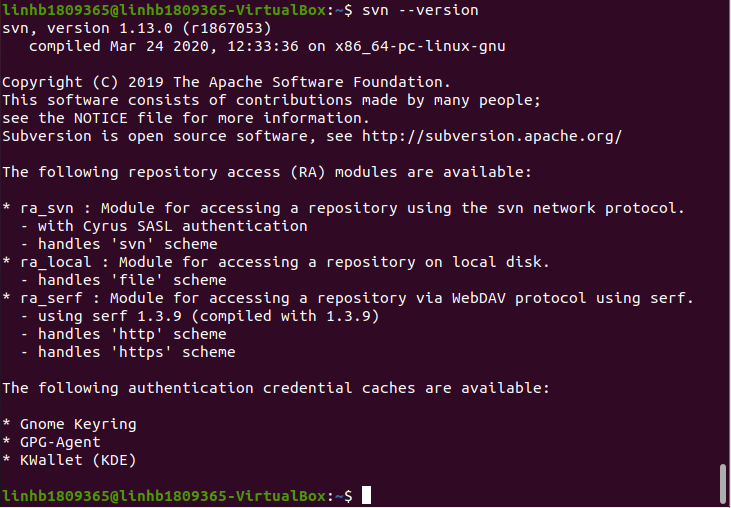 linhb1809365@linhb1809365-VirtualBox:~$ svn --version
svn, version 1.13.0 (r1867053)
   compiled Mar 24 2020, 12:33:36 on x86_64-pc-linux-gnu

Copyright (C) 2019 The Apache Software Foundation.
This software consists of contributions made by many people;
see the NOTICE file for more information.
Subversion is open source software, see http://subversion.apache.org/

The following repository access (RA) modules are available:

* ra_svn : Module for accessing a repository using the svn network protocol.
  - with Cyrus SASL authentication
  - handles 'svn' scheme
* ra_local : Module for accessing a repository on local disk.
  - handles 'file' scheme
* ra_serf : Module for accessing a repository via WebDAV protocol using serf.
  - using serf 1.3.9 (compiled with 1.3.9)
  - handles 'http' scheme
  - handles 'https' scheme

The following authentication credential caches are available:

* Gnome Keyring
* GPG-Agent
* KWallet (KDE)

linhb1809365@linhb1809365-VirtualBox:~$